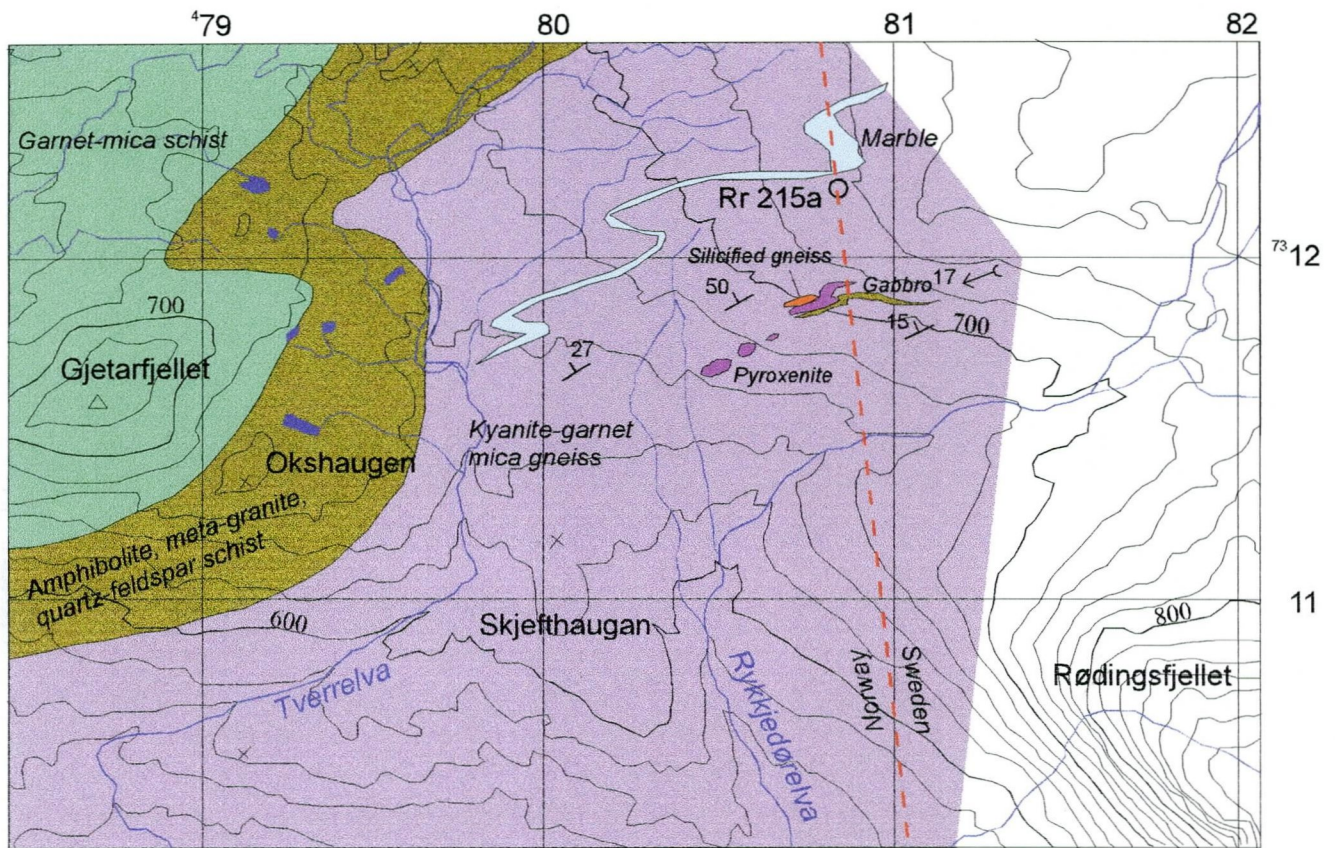 479 80 81 82
Garnet-mica schist
Marble
Rr 215a
7312
Silicified gneiss
Gabbro
17
50
700
15
700
Gjetarfjellet
27
Pyroxenite
Kyanite-garnet
mica gneiss
Okshaugen
Amphibolite, meta-granite,
quartz-feldspar schist
11
600
Skjefthaugan
800
Rødingsfjellet
Sweden
Norway
Tverrelva
Rykkjedørelva